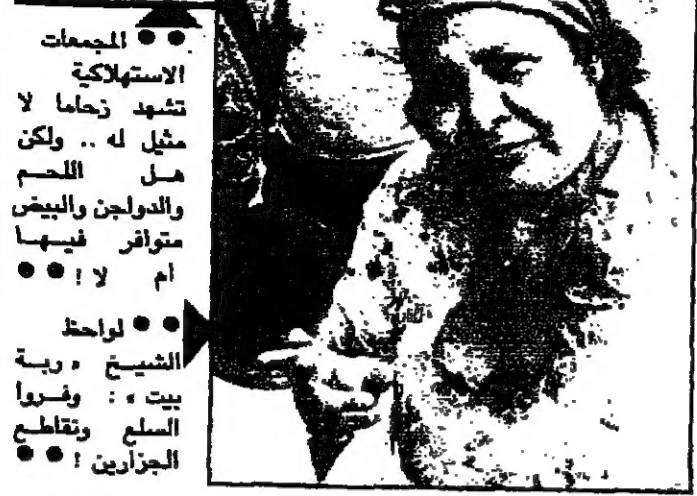 ●● المجمعات
الاستهلاكية
تشهد زحاما لا
مثيل له .. ولكن
هل اللحم
والدواجن والبيض
متوافر فيها
أم لا ! ●●
●● لواحظ
الشيخ « ربة
بيت » : وفروا
السلع ونقاطع
الجزارين ! ●●